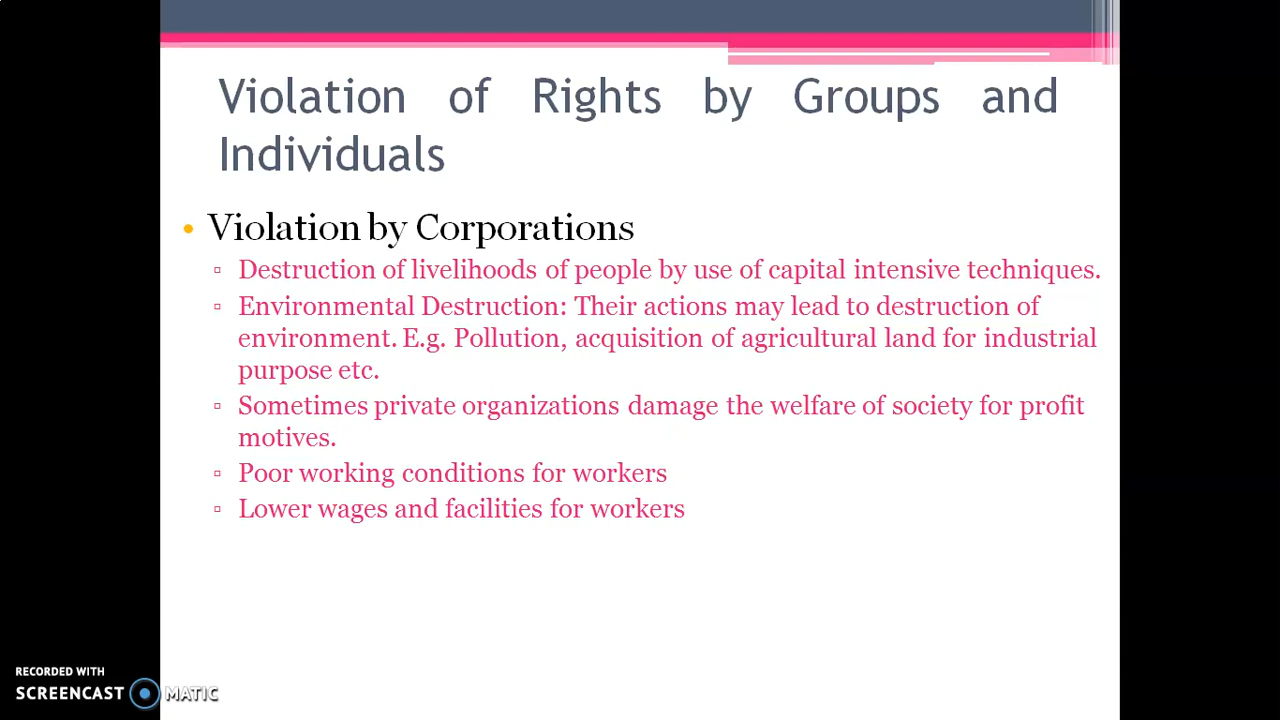 Violation of Rights by Groups and
Individuals
• Violation by Corporations
▫ Destruction of livelihoods of people by use of capital intensive techniques.
▫ Environmental Destruction: Their actions may lead to destruction of
environment. E.g. Pollution, acquisition of agricultural land for industrial
purpose etc.
▫ Sometimes private organizations damage the welfare of society for profit
motives.
▫ Poor working conditions for workers
▫ Lower wages and facilities for workers
RECORDED WITH
SCREENCAST MATIC